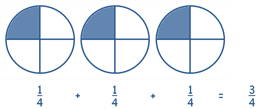 1/4 + 1/4 + 1/4 = 3/4